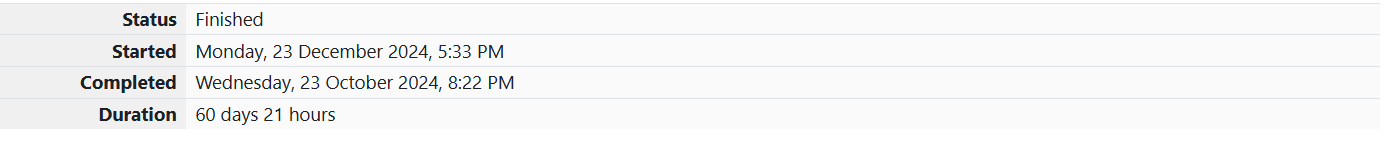 Status Finished
Started Monday, 23 December 2024, 5:33 PM
Completed Wednesday, 23 October 2024, 8:22 PM
Duration 60 days 21 hours